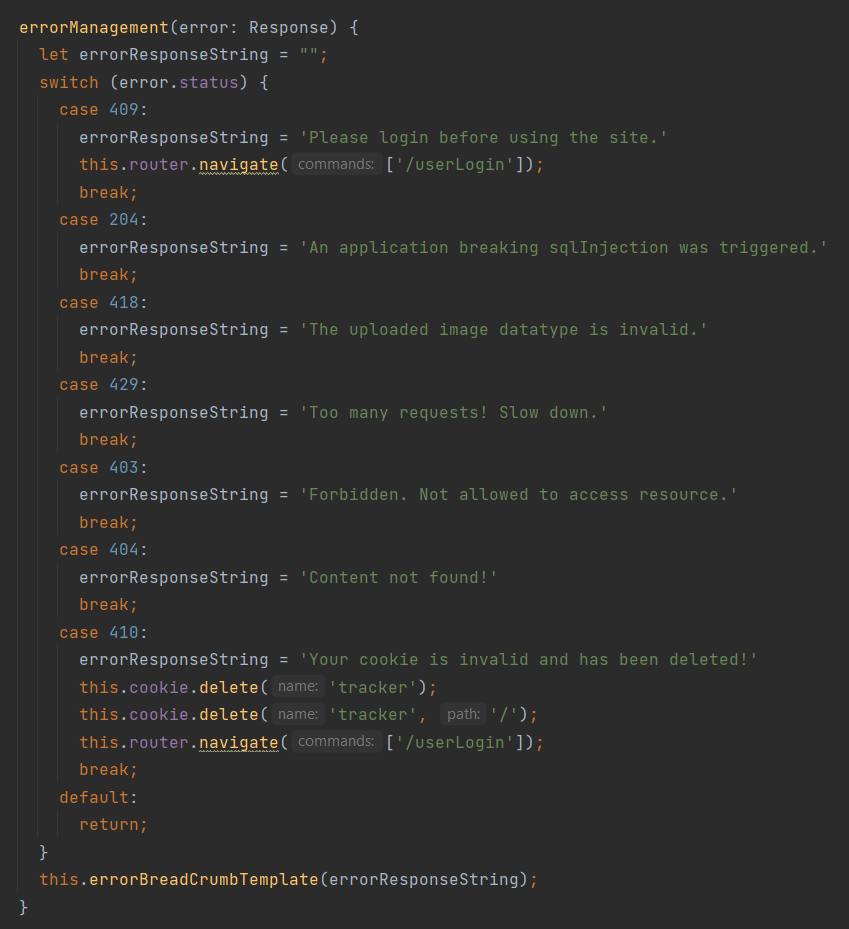 errorManagement(error: Response) {
  let errorResponseString = "";
  switch (error.status) {
    case 409:
      errorResponseString = 'Please login before using the site.'
      this.router.navigate( commands: ['/userLogin']);
      break;
    case 204:
      errorResponseString = 'An application breaking sqlInjection was triggered.'
      break;
    case 418:
      errorResponseString = 'The uploaded image datatype is invalid.'
      break;
    case 429:
      errorResponseString = 'Too many requests! Slow down.'
      break;
    case 403:
      errorResponseString = 'Forbidden. Not allowed to access resource.'
      break;
    case 404:
      errorResponseString = 'Content not found!'
      break;
    case 410:
      errorResponseString = 'Your cookie is invalid and has been deleted!'
      this.cookie.delete( name: 'tracker');
      this.cookie.delete( name: 'tracker', path: '/');
      this.router.navigate( commands: ['/userLogin']);
      break;
    default:
      return;
  }
  this.errorBreadCrumbTemplate(errorResponseString);
}